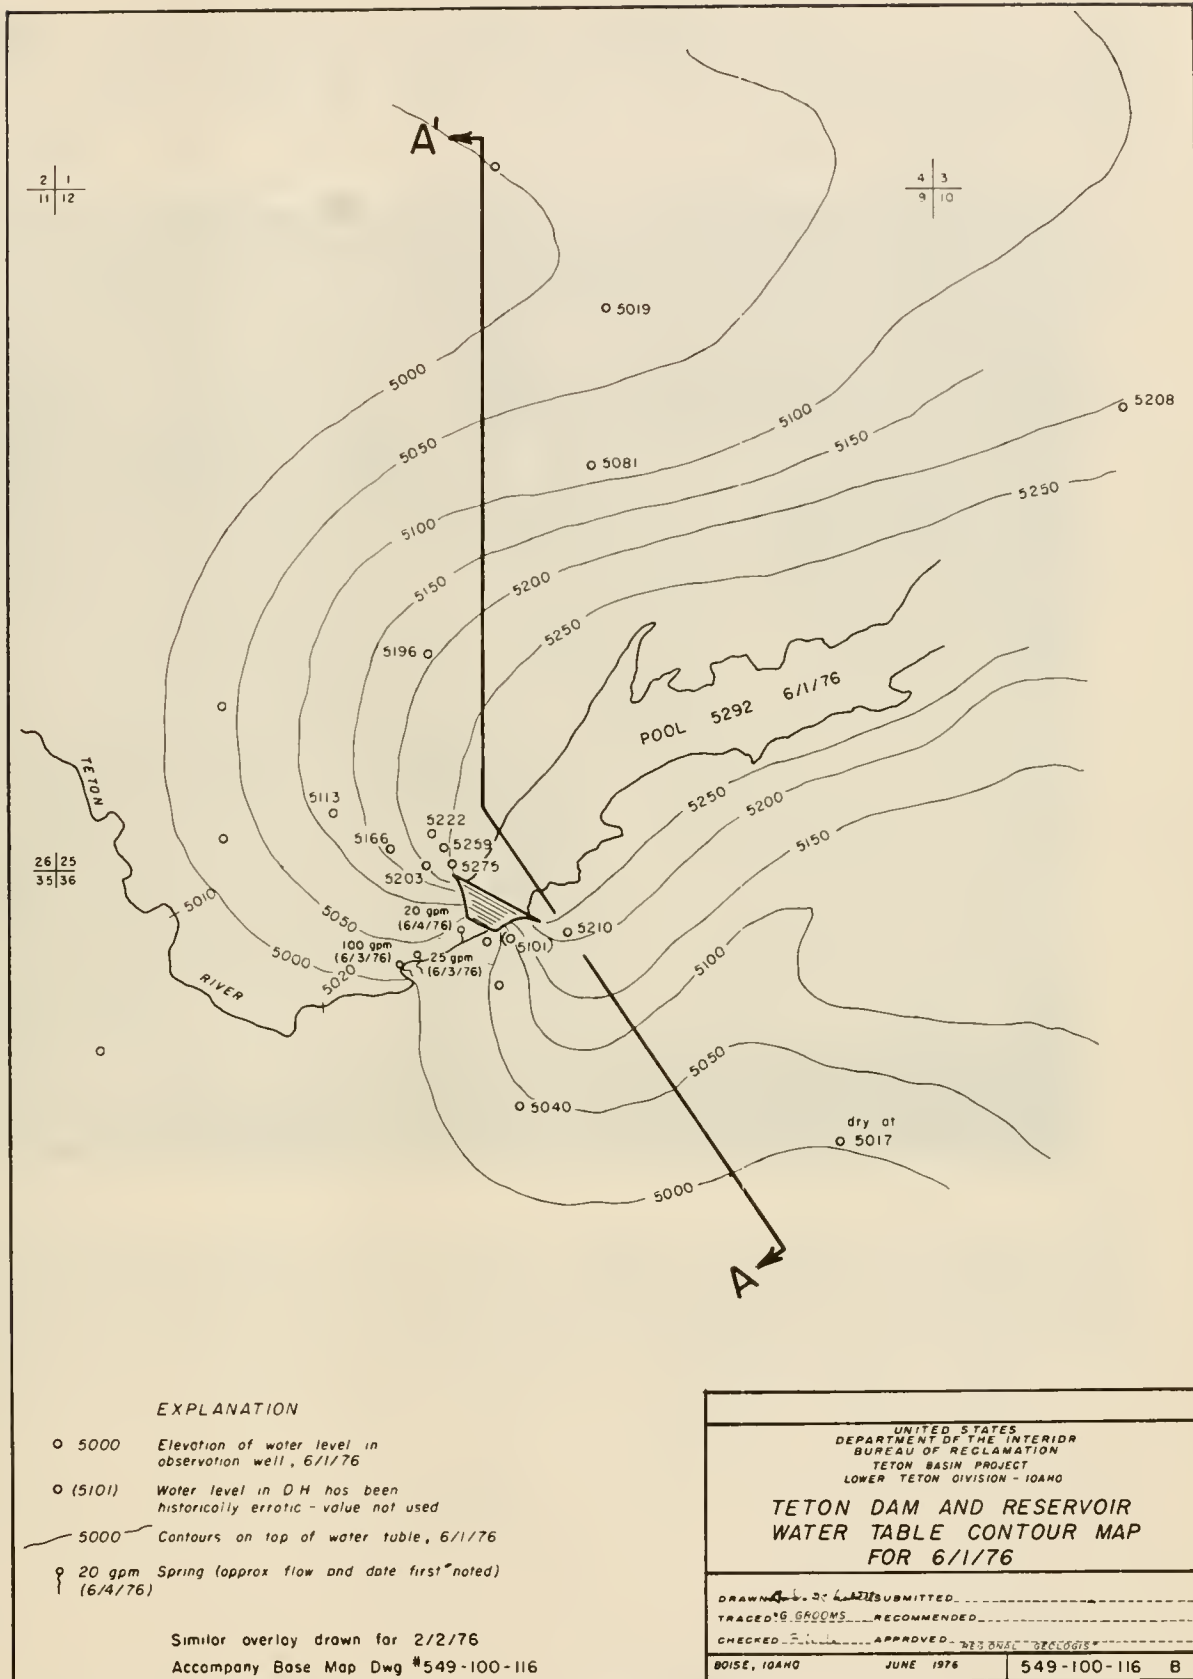 A'
2 1
11 12
4 3
9 10
5019
5000
5208
5100
5050
5150
5081
5250
5100
5150
5200
5250
5196
POOL 5292 6/1/76
TETON
5113
5250
5200
5222
5166
5259
5150
5275
26 25
35 36
5203
5010
20 gpm
(6/4/76)
5050
5210
(5101)
100 gpm
(6/3/76)
25 gpm
(6/3/76)
5000
5100
5020
RIVER
5050
5040
dry at
5017
5000
A
EXPLANATION
5000 Elevation of water level in
observation well, 6/1/76
(5101) Water level in D H has been
historically erratic - value not used
5000 Contours on top of water table, 6/1/76
20 gpm Spring (approx flow and date first noted)
(6/4/76)
Similar overlay drawn for 2/2/76
Accompany Base Map Dwg #549-100-116
UNITED STATES
DEPARTMENT OF THE INTERIOR
BUREAU OF RECLAMATION
TETON BASIN PROJECT
LOWER TETON DIVISION - IDAHO
TETON DAM AND RESERVOIR
WATER TABLE CONTOUR MAP
FOR 6/1/76
DRAWN SUBMITTED
TRACED G. GROOMS RECOMMENDED
CHECKED APPROVED
REGIONAL GEOLOGIST
BOISE, IDAHO JUNE 1976 549-100-116 B